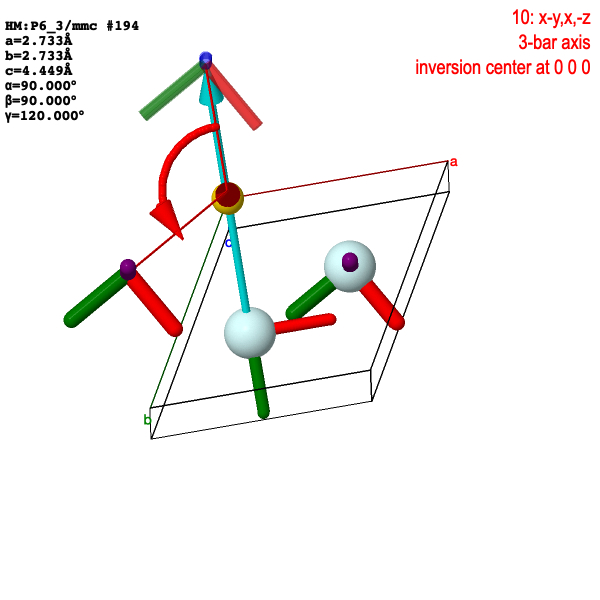 HM:P6_3/mmc #194
a=2.733Å
b=2.733Å
c=4.449Å
α=90.000°
β=90.000°
γ=120.000°
10: x-y,x,-z
3-bar axis
inversion center at 0 0 0
a
c
b